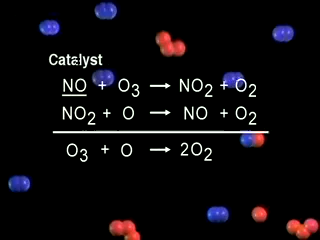 Catalyst
NO + O₃ → NO₂ + O₂
NO₂ + O → NO + O₂
O₃ + O → 2O₂